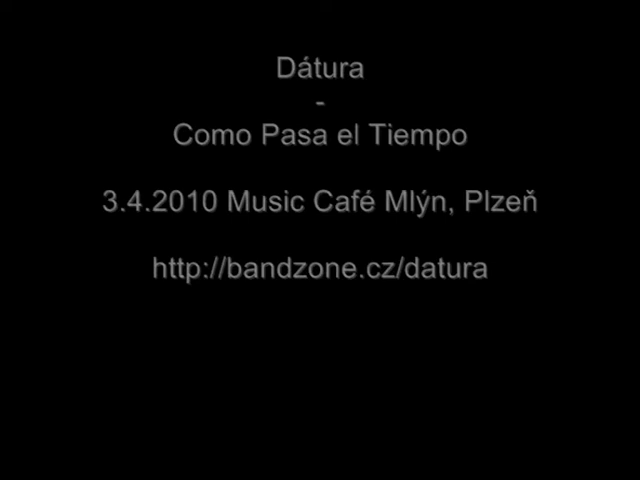 Dátura
-
Como Pasa el Tiempo
3.4.2010 Music Café Mlýn, Plzeň
http://bandzone.cz/datura